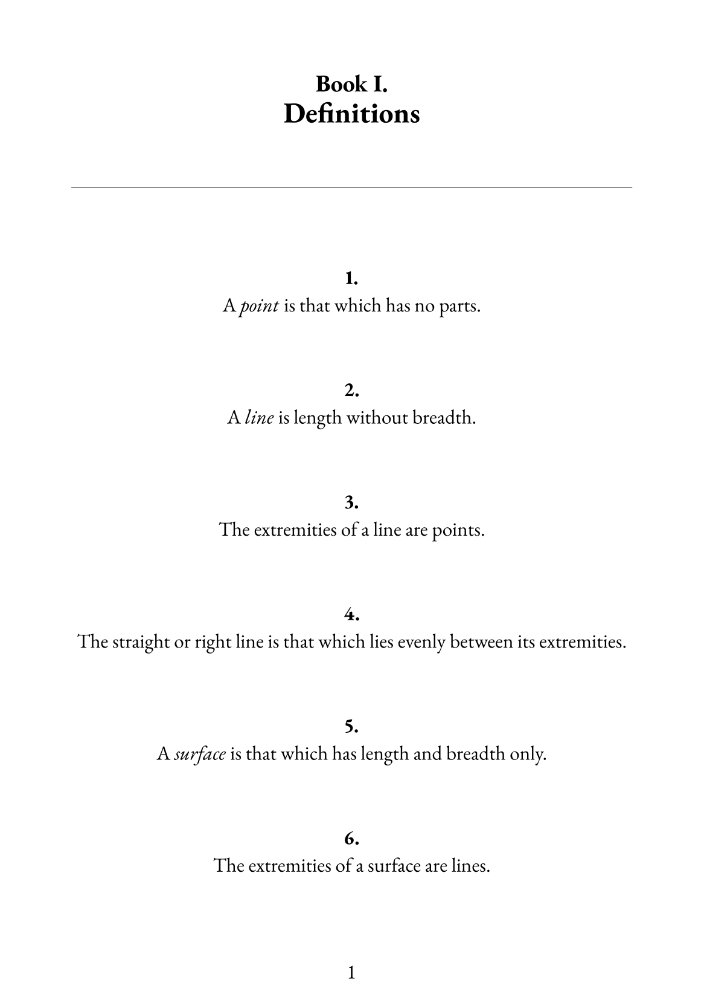 Book I.
Definitions
1.
A point is that which has no parts.
2.
A line is length without breadth.
3.
The extremities of a line are points.
4.
The straight or right line is that which lies evenly between its extremities.
5.
A surface is that which has length and breadth only.
6.
The extremities of a surface are lines.
1